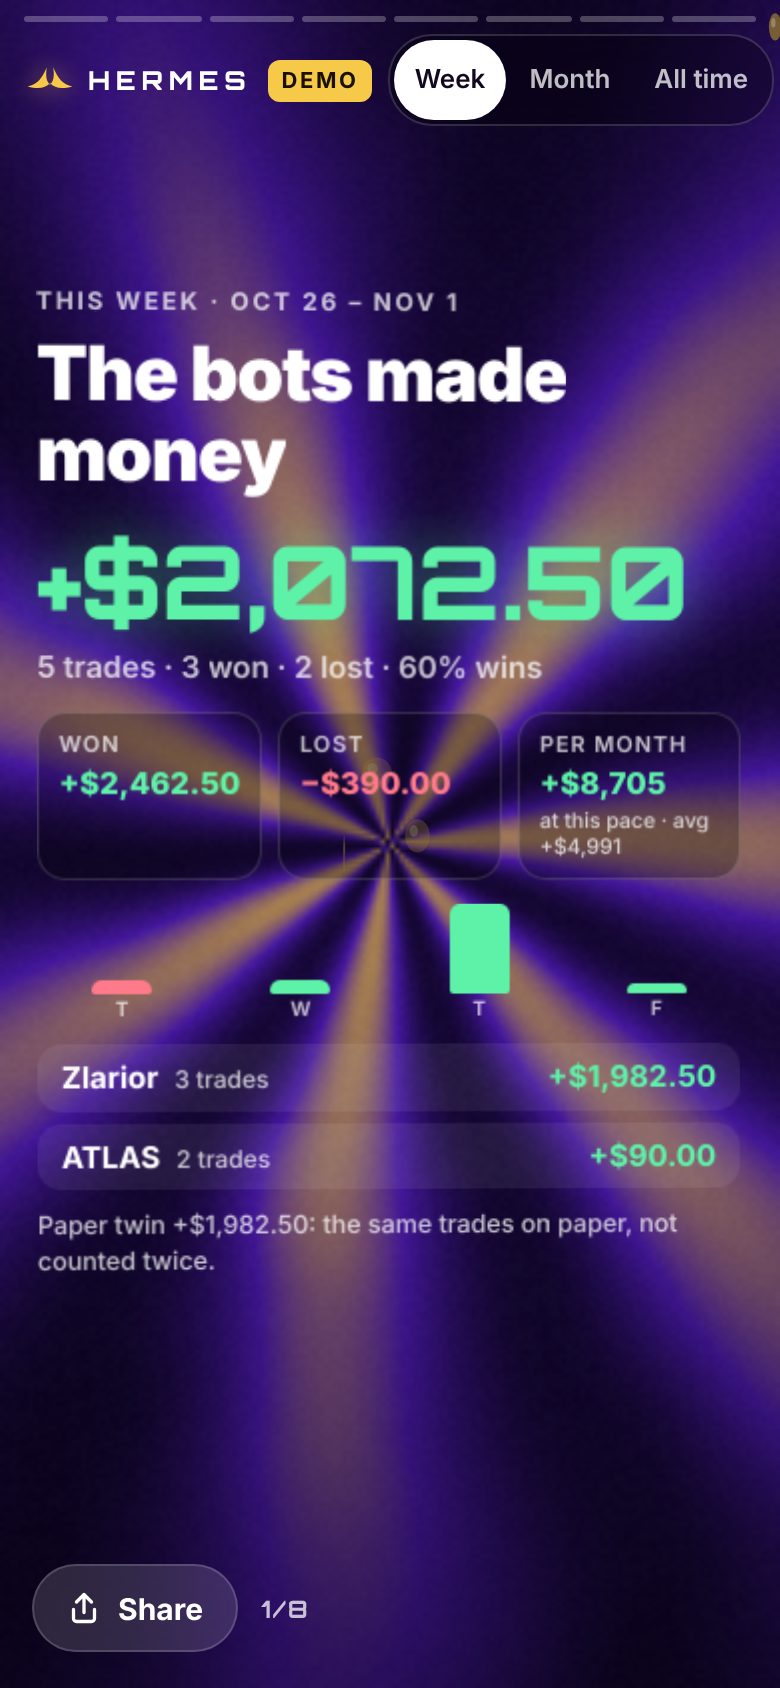 HERMES DEMO Week Month All time
THIS WEEK · OCT 26 – NOV 1
The bots made
money
+$2,072.50
5 trades · 3 won · 2 lost · 60% wins
WON LOST PER MONTH
+$2,462.50 −$390.00 +$8,705
at this pace · avg
+$4,991
T W T F
Zlarior 3 trades +$1,982.50
ATLAS 2 trades +$90.00
Paper twin +$1,982.50: the same trades on paper, not
counted twice.
Share 1/8